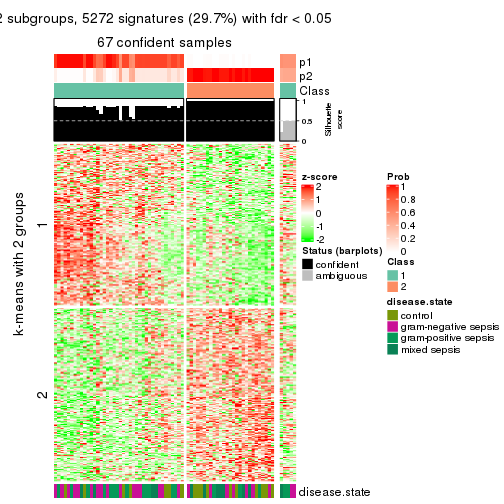 2 subgroups, 5272 signatures (29.7%) with fdr < 0.05
67 confident samples
p1
p2
Class
1
0.5
0
Silhouette
score
k-means with 2 groups
1
2
disease.state
z-score
2
1
0
-1
-2
Status (barplots)
confident
ambiguous
Prob
1
0.8
0.6
0.4
0.2
0
Class
1
2
disease.state
control
gram-negative sepsis
gram-positive sepsis
mixed sepsis